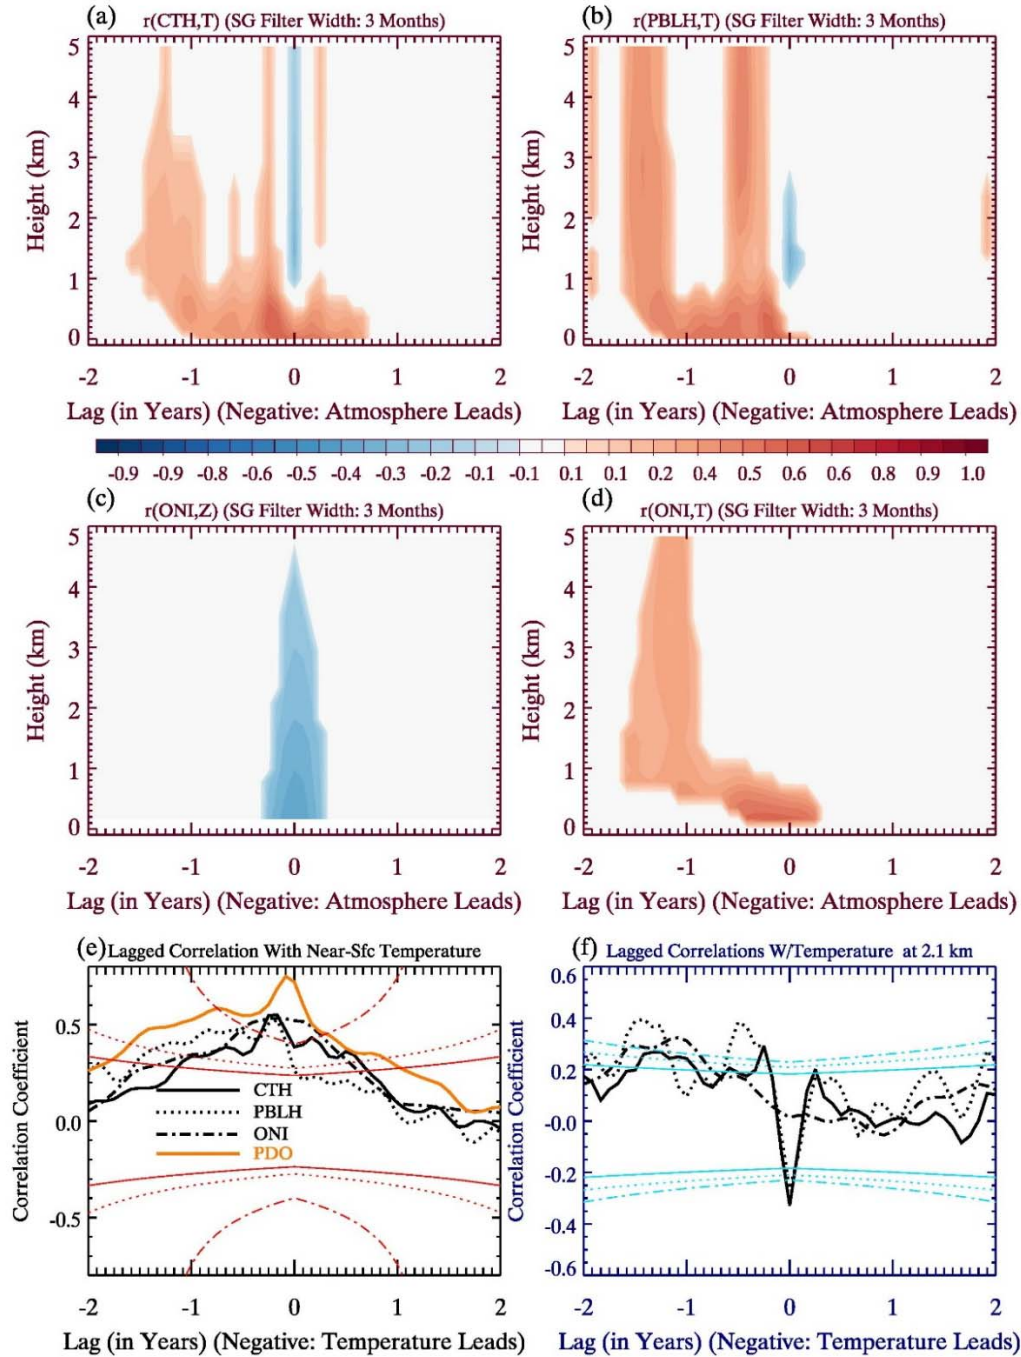 (a) r(CTH,T) (SG Filter Width: 3 Months)
(b) r(PBLH,T) (SG Filter Width: 3 Months)
5
4
3
2
1
0
Height (km)
5
4
3
2
1
0
Height (km)
-2 -1 0 1 2
-2 -1 0 1 2
Lag (in Years) (Negative: Atmosphere Leads)
Lag (in Years) (Negative: Atmosphere Leads)
-0.9 -0.9 -0.8 -0.5 -0.4 -0.3 -0.2 -0.1 -0.1 0.1 0.1 0.2 0.4 0.5 0.6 0.8 0.9 1.0
(c) r(ONI,Z) (SG Filter Width: 3 Months)
(d) r(ONI,T) (SG Filter Width: 3 Months)
5
4
3
2
1
0
Height (km)
5
4
3
2
1
0
Height (km)
-2 -1 0 1 2
-2 -1 0 1 2
Lag (in Years) (Negative: Atmosphere Leads)
Lag (in Years) (Negative: Atmosphere Leads)
(e) Lagged Correlation With Near-Sfc Temperature
(f) Lagged Correlations W/Temperature at 2.1 km
0.5
0.0
-0.5
Correlation Coefficient
CTH
PBLH
ONI
PDO
0.6
0.4
0.2
-0.0
-0.2
-0.4
-0.6
Correlation Coefficient
-2 -1 0 1 2
-2 -1 0 1 2
Lag (in Years) (Negative: Temperature Leads)
Lag (in Years) (Negative: Temperature Leads)